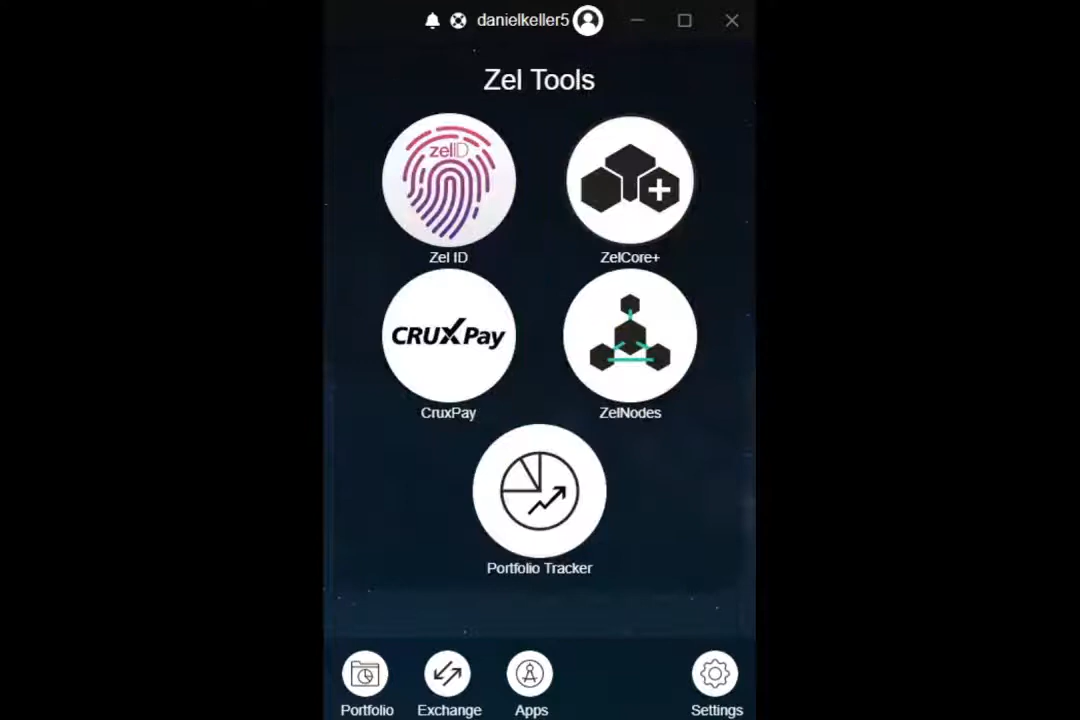 danielkeller5
Zel Tools
zelID
Zel ID
ZelCore+
CRUXPay
CruxPay
ZelNodes
Portfolio Tracker
Portfolio
Exchange
Apps
Settings